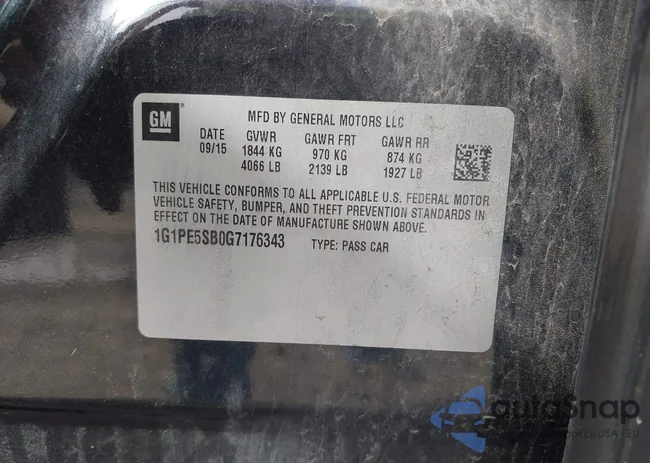 GM
MFD BY GENERAL MOTORS LLC
DATE GVWR GAWR FRT GAWR RR
09/15 1844 KG 970 KG 874 KG
4066 LB 2139 LB 1927 LB
THIS VEHICLE CONFORMS TO ALL APPLICABLE U.S. FEDERAL MOTOR
VEHICLE SAFETY, BUMPER, AND THEFT PREVENTION STANDARDS IN
EFFECT ON THE DATE OF MANUFACTURE SHOWN ABOVE.
1G1PE5SB0G7176343 TYPE: PASS CAR
autoSnap
USA | EU